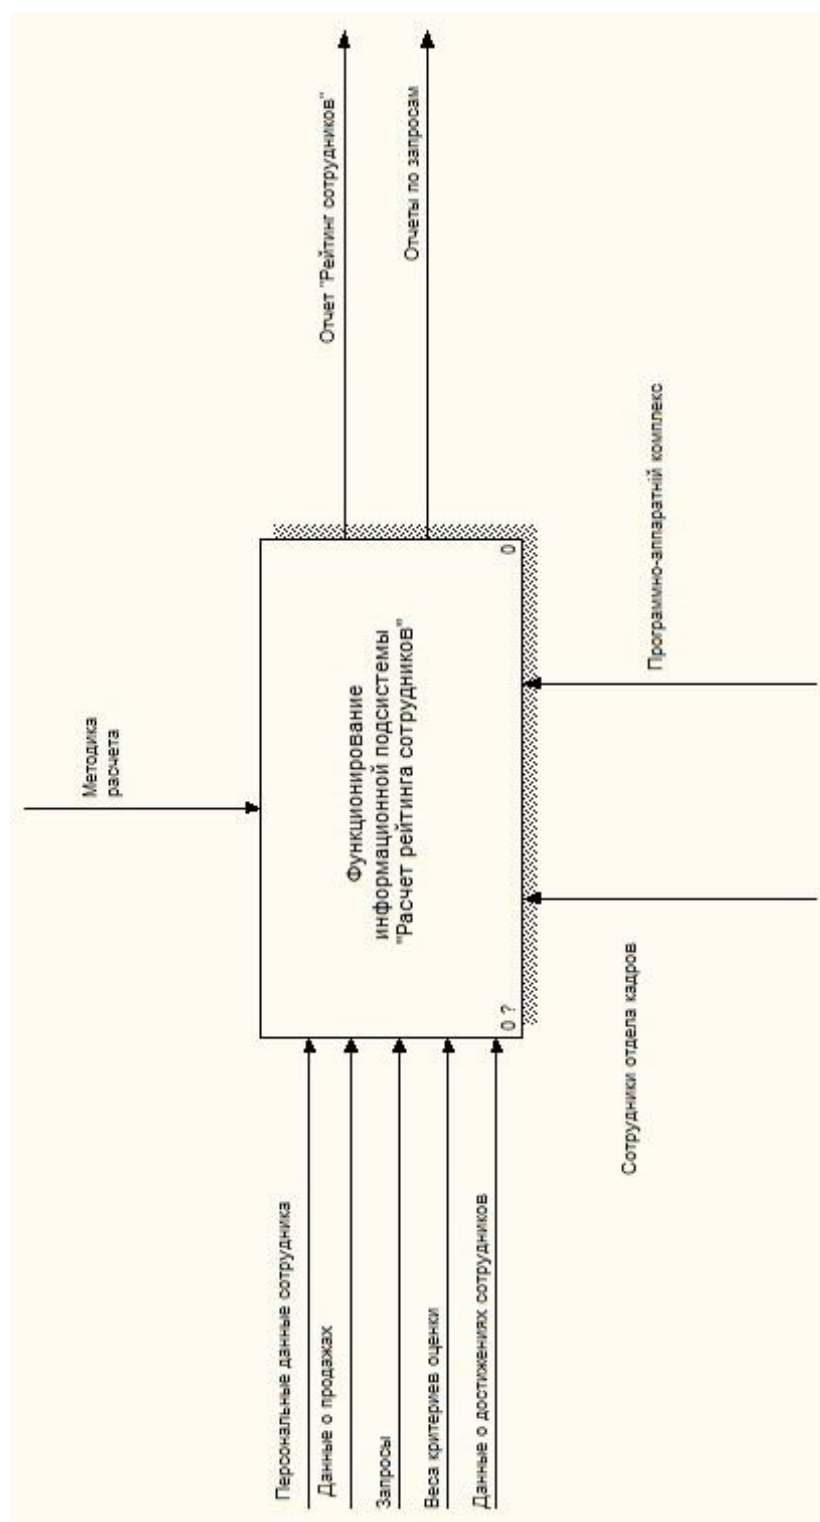 Методика
расчета
Персональные данные сотрудника
Данные о продажах
Запросы
Веса критериев оценки
Данные о достижениях сотрудников
Функционирование
информационной подсистемы
"Расчет рейтинга сотрудников"
0 ?
0
Отчет "Рейтинг сотрудников"
Отчеты по запросам
Сотрудники отдела кадров
Программно-аппаратній комплекс